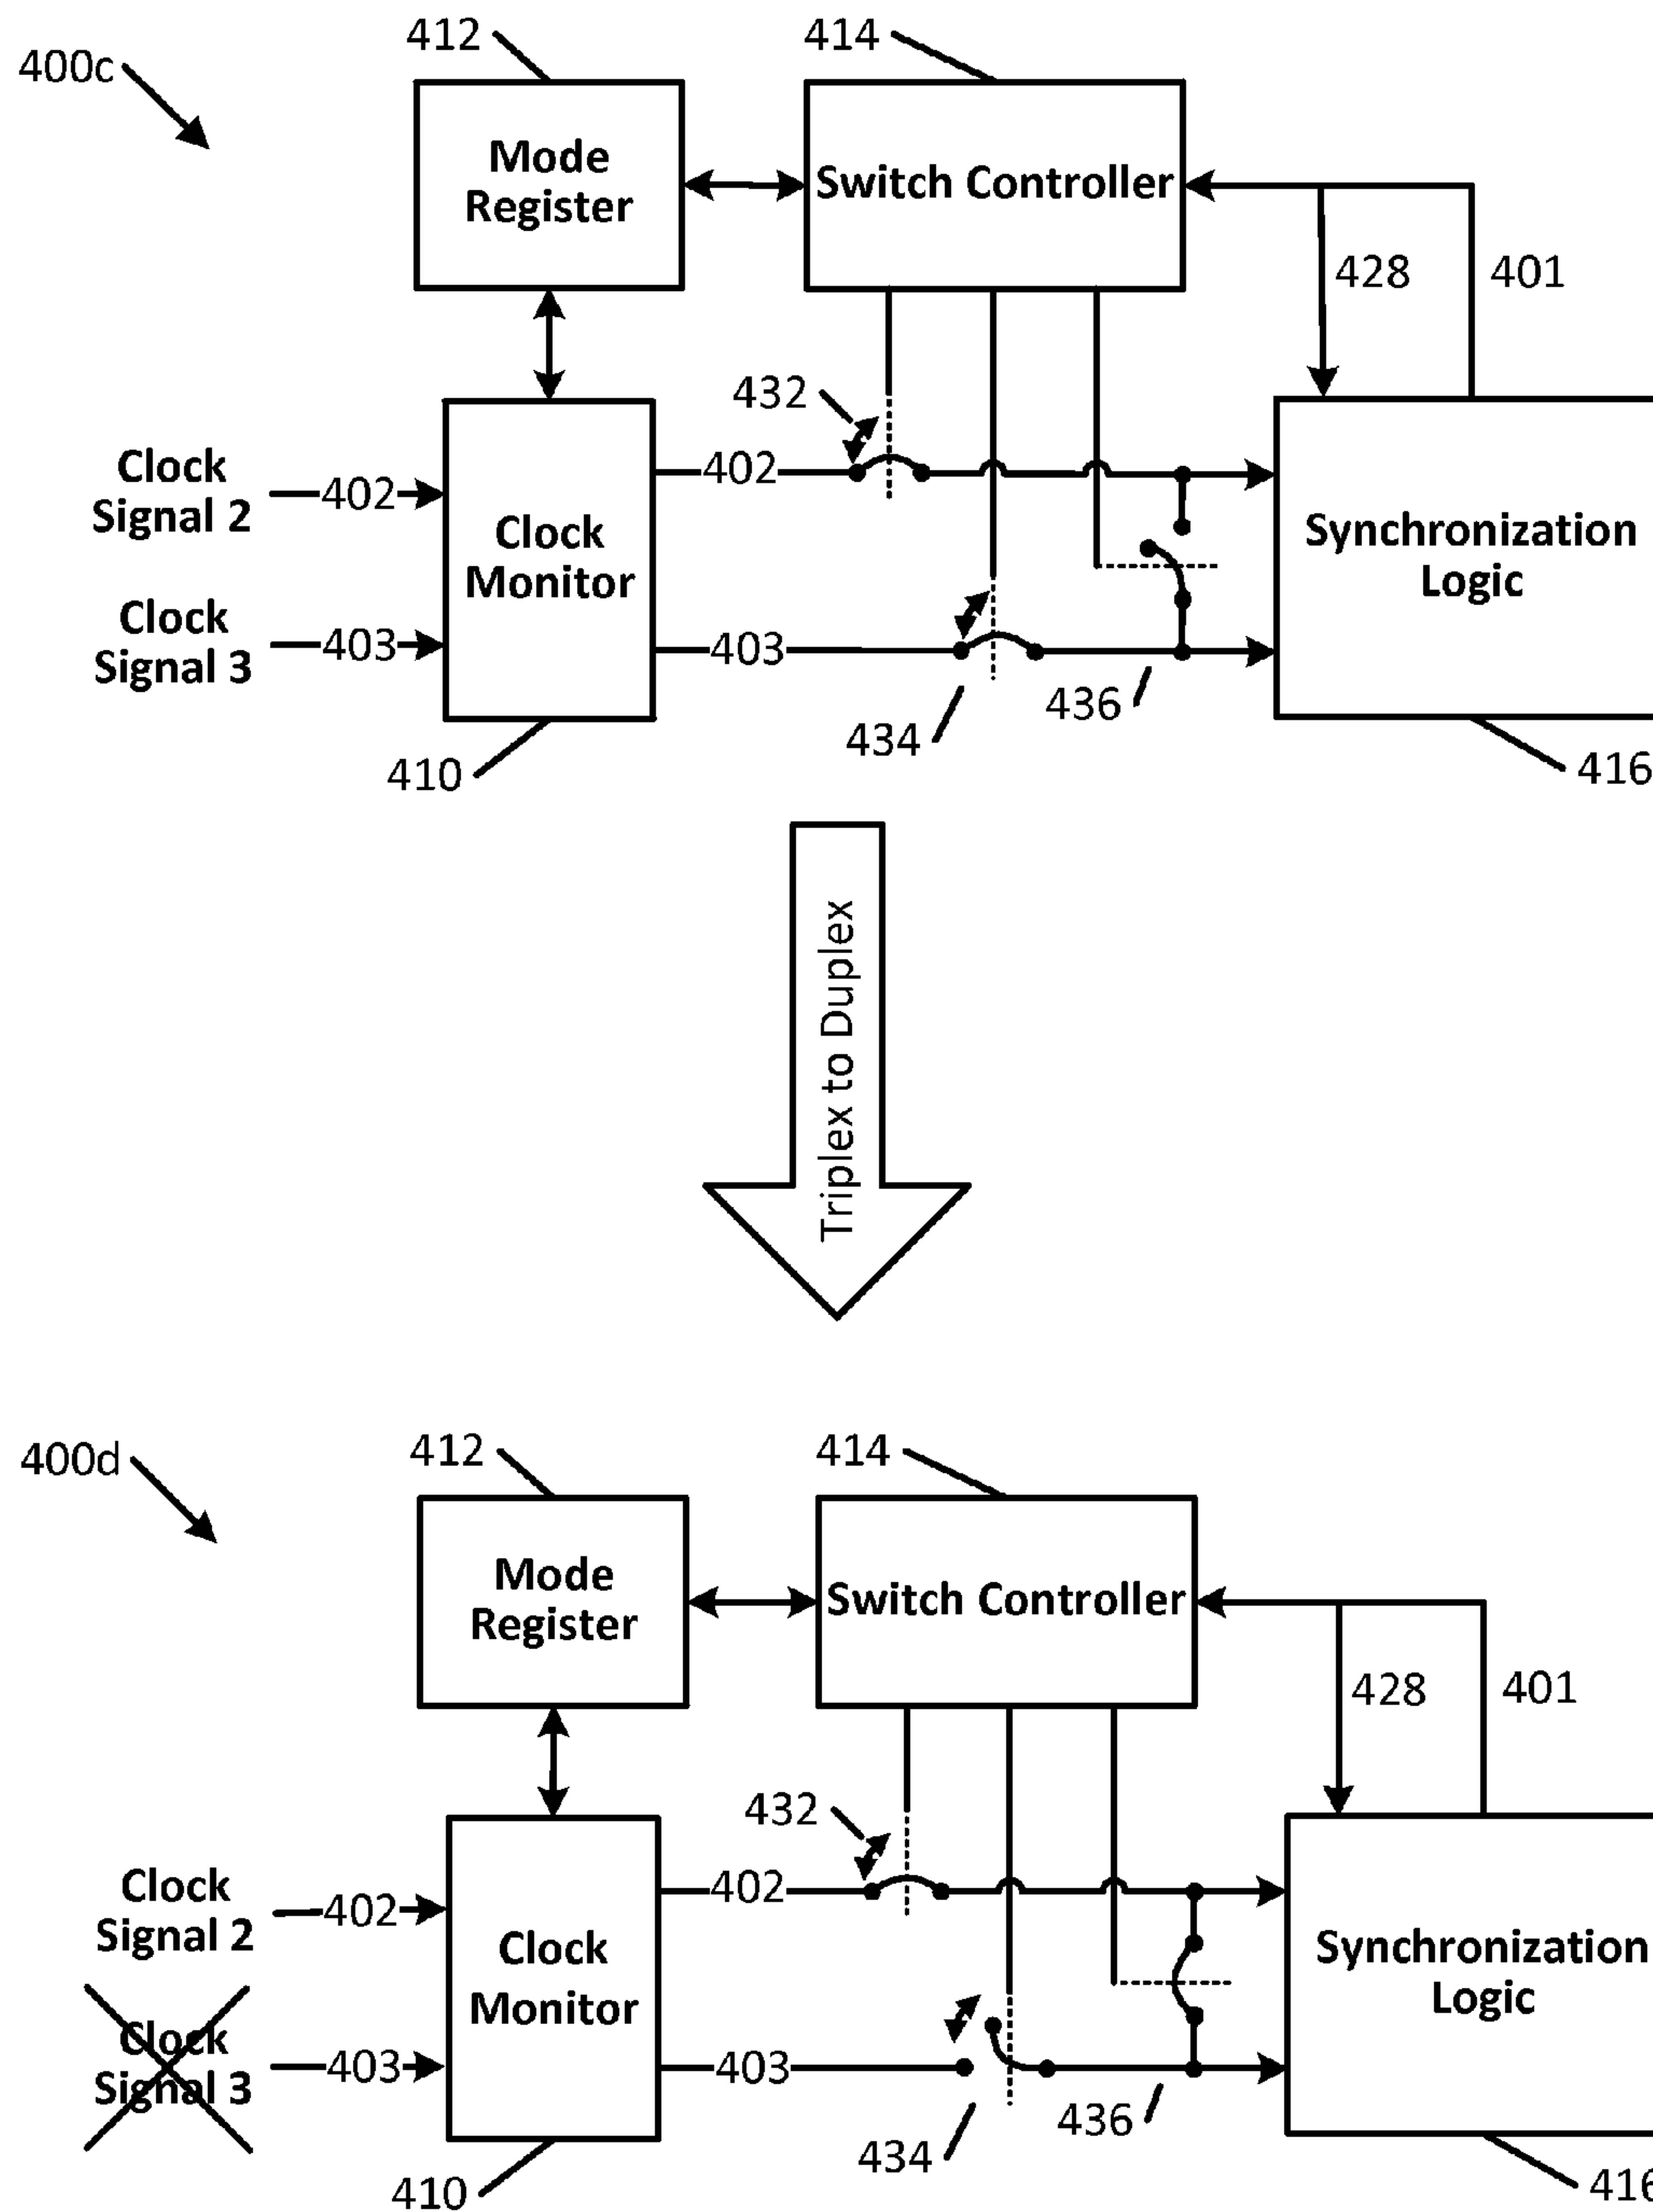 400c
412
414
Mode
Register
Switch Controller
428
401
432
Clock
Signal 2
402
402
Clock
Monitor
Synchronization
Logic
Clock
Signal 3
403
403
434
436
410
416
Triplex to Duplex
400d
412
414
Mode
Register
Switch Controller
428
401
432
Clock
Signal 2
402
402
Clock
Monitor
Synchronization
Logic
Clock
Signal 3
403
403
434
436
410
416